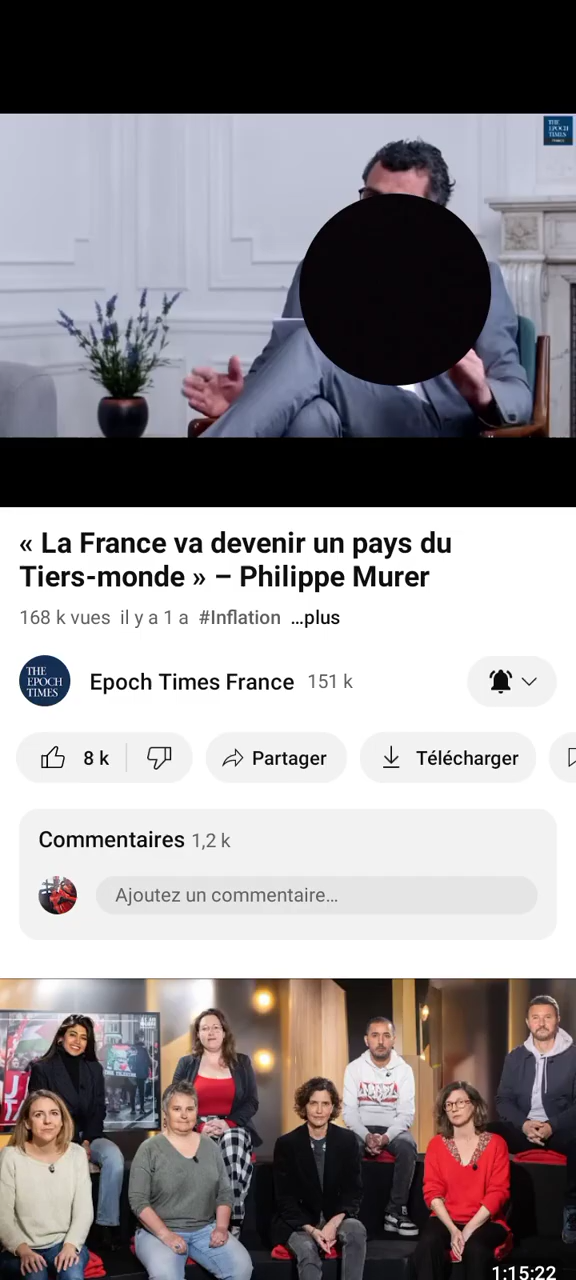 THE
EPOCH
TIMES
« La France va devenir un pays du
Tiers-monde » – Philippe Murer
168 k vues il y a 1 a #Inflation ...plus
THE
EPOCH
TIMES
Epoch Times France 151 k
8 k
Partager
Télécharger
Commentaires 1,2 k
Ajoutez un commentaire...
1:15:22